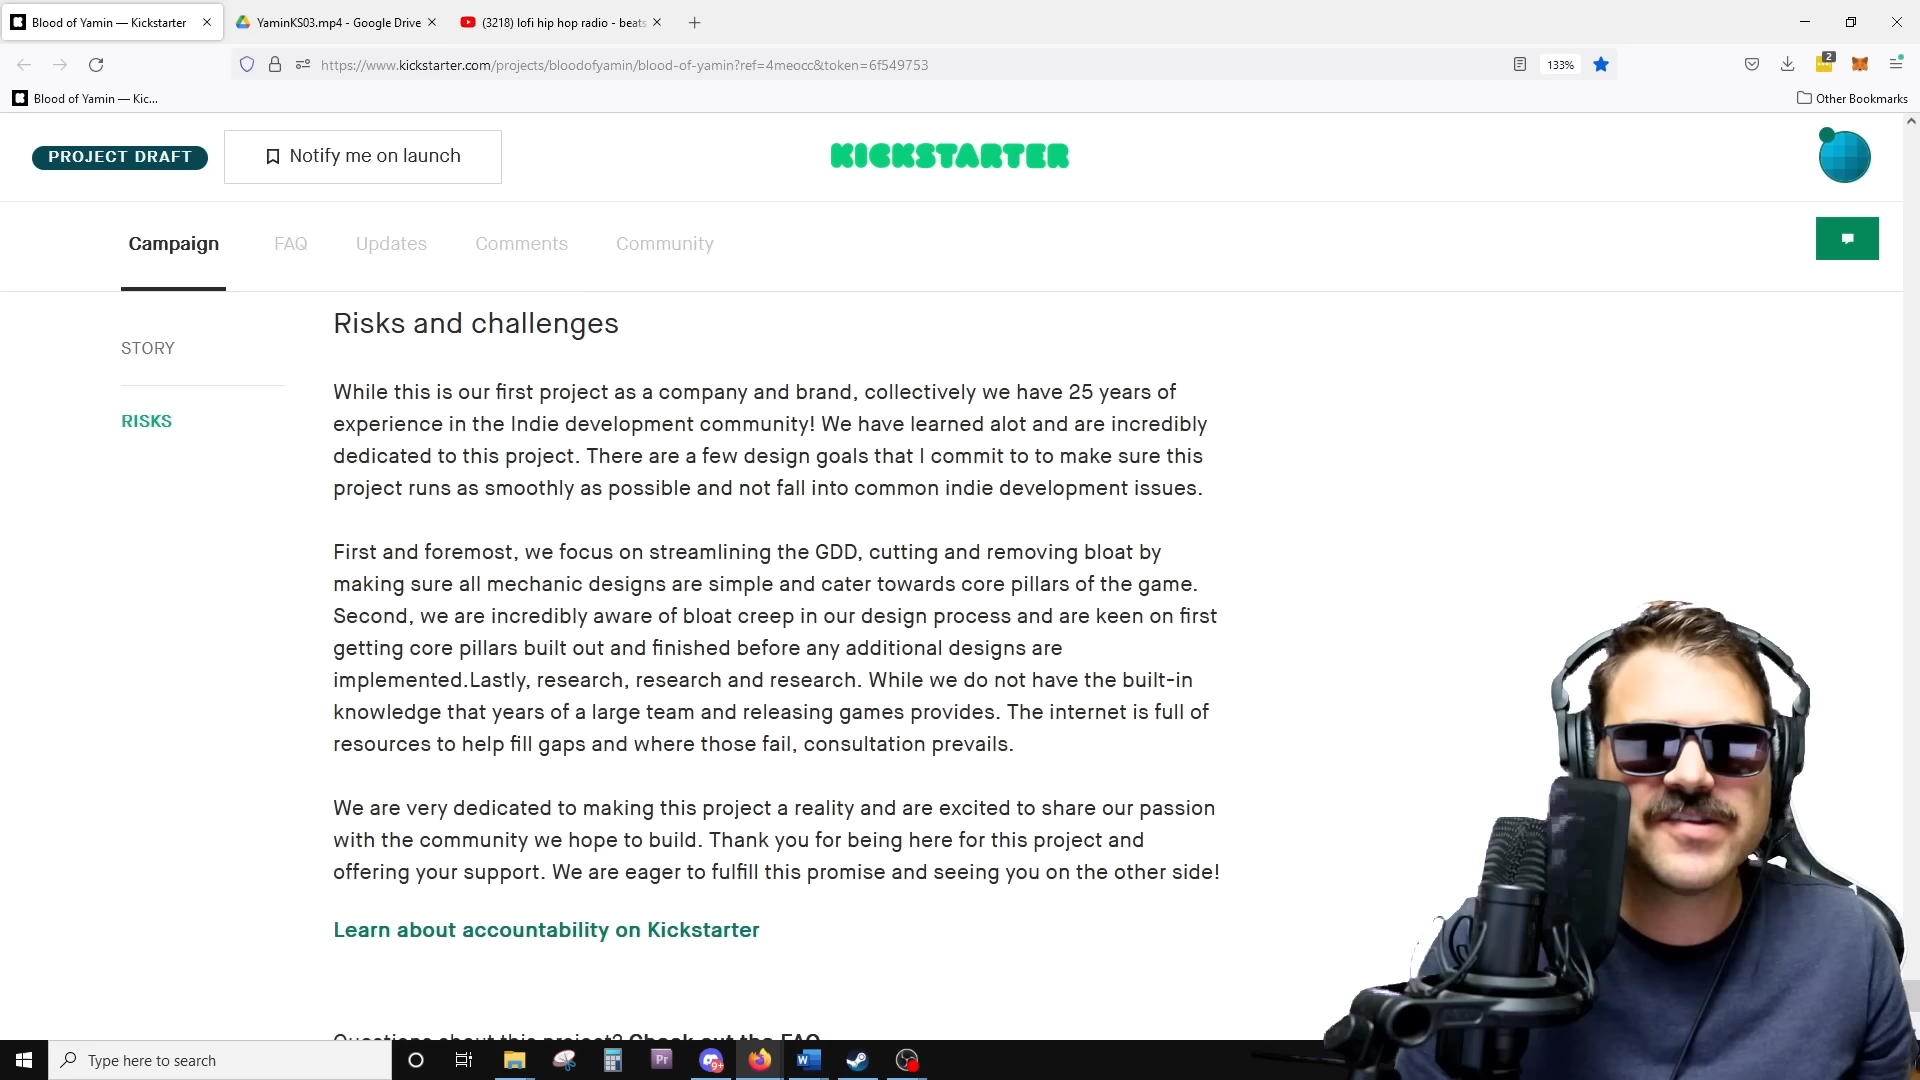 Blood of Yamin — Kickstarter
YaminKS03.mp4 - Google Drive
(3218) lofi hip hop radio - beats
https://www.kickstarter.com/projects/bloodofyamin/blood-of-yamin?ref=4meocc&token=6f549753
133%
2
Blood of Yamin — Kic...
Other Bookmarks
PROJECT DRAFT
Notify me on launch
KICKSTARTER
Campaign
FAQ
Updates
Comments
Community
STORY
RISKS
Risks and challenges
While this is our first project as a company and brand, collectively we have 25 years of
experience in the Indie development community! We have learned alot and are incredibly
dedicated to this project. There are a few design goals that I commit to to make sure this
project runs as smoothly as possible and not fall into common indie development issues.
First and foremost, we focus on streamlining the GDD, cutting and removing bloat by
making sure all mechanic designs are simple and cater towards core pillars of the game.
Second, we are incredibly aware of bloat creep in our design process and are keen on first
getting core pillars built out and finished before any additional designs are
implemented.Lastly, research, research and research. While we do not have the built-in
knowledge that years of a large team and releasing games provides. The internet is full of
resources to help fill gaps and where those fail, consultation prevails.
We are very dedicated to making this project a reality and are excited to share our passion
with the community we hope to build. Thank you for being here for this project and
offering your support. We are eager to fulfill this promise and seeing you on the other side!
Learn about accountability on Kickstarter
Questions about this project? Check out the FAQ
Type here to search
Pr
9+
W